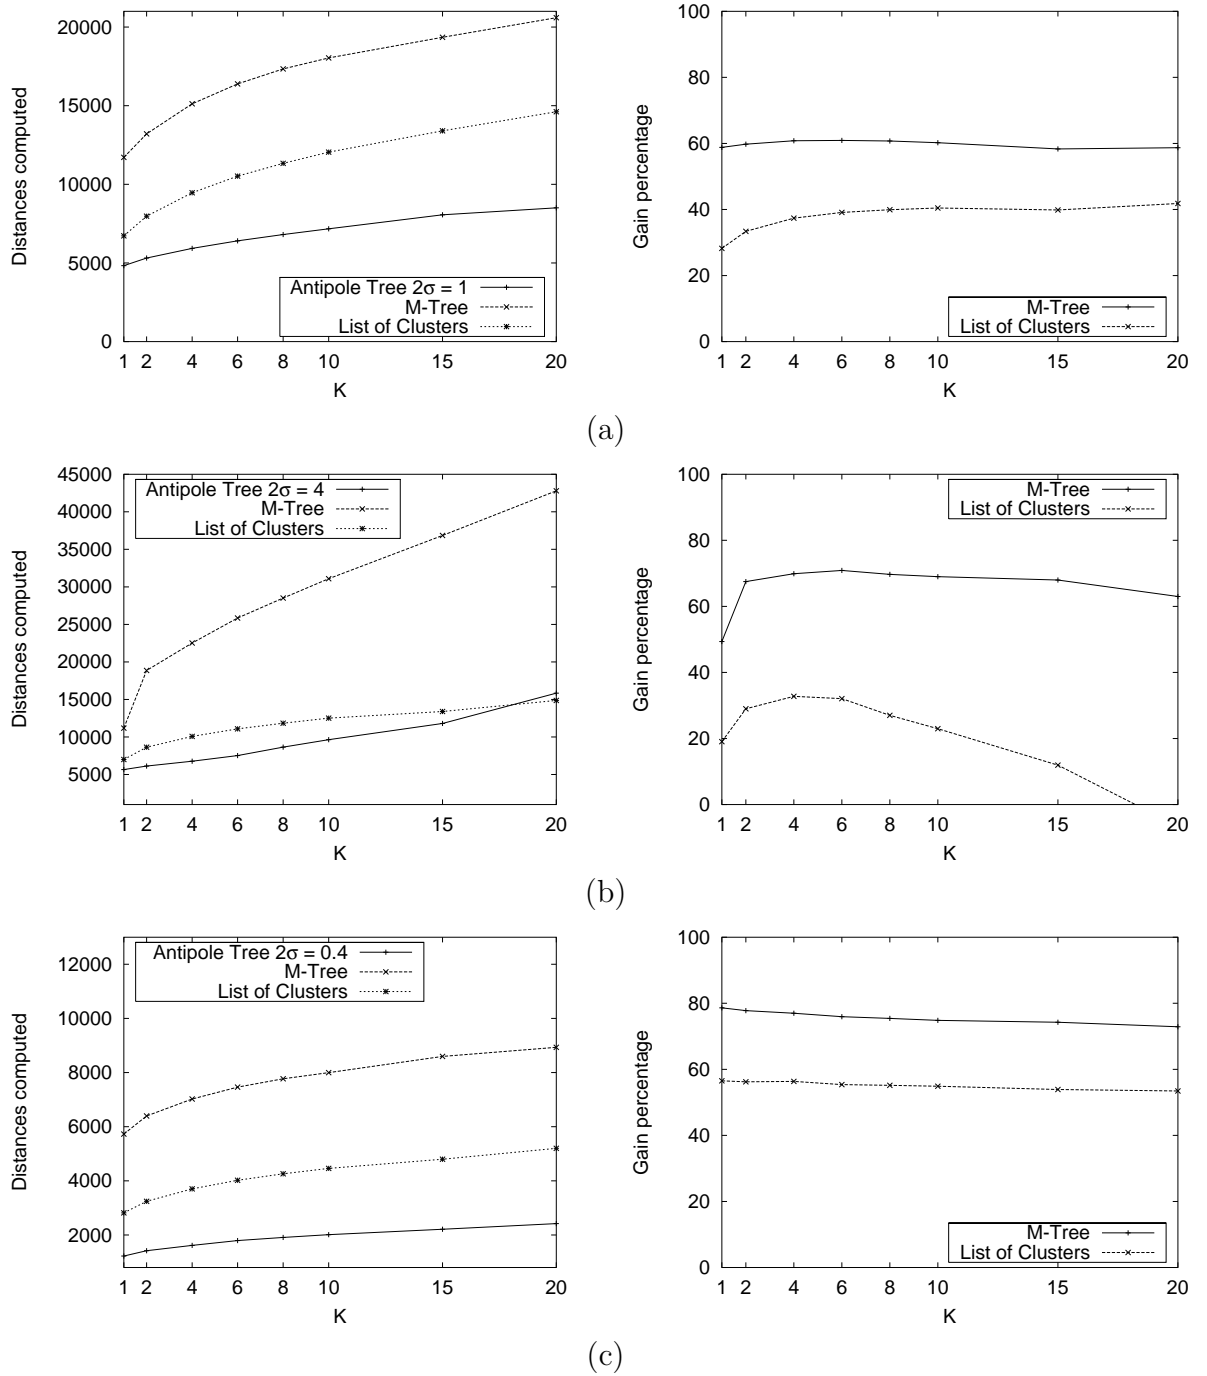 20000
15000
10000
5000
0
Distances computed
Antipole Tree 2σ = 1
M-Tree
List of Clusters
1 2 4 6 8 10 15 20
K
100
80
60
40
20
0
Gain percentage
M-Tree
List of Clusters
1 2 4 6 8 10 15 20
K
(a)
45000
40000
35000
30000
25000
20000
15000
10000
5000
Distances computed
Antipole Tree 2σ = 4
M-Tree
List of Clusters
1 2 4 6 8 10 15 20
K
100
80
60
40
20
0
Gain percentage
M-Tree
List of Clusters
1 2 4 6 8 10 15 20
K
(b)
12000
10000
8000
6000
4000
2000
Distances computed
Antipole Tree 2σ = 0.4
M-Tree
List of Clusters
1 2 4 6 8 10 15 20
K
100
80
60
40
20
0
Gain percentage
M-Tree
List of Clusters
1 2 4 6 8 10 15 20
K
(c)